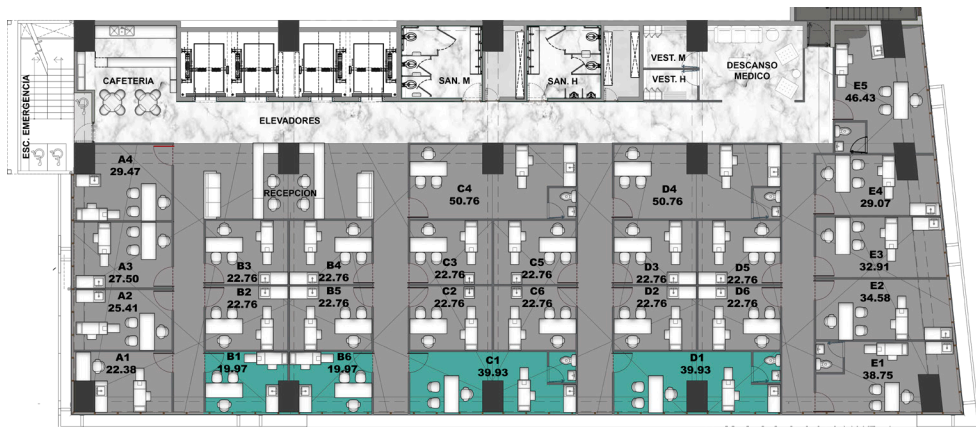 ESC. EMERGENCIA
CAFETERIA
ELEVADORES
SAN. M
SAN. H
VEST. M
VEST. H
DESCANSO
MEDICO
E5
46.43
A4
29.47
RECEPCION
C4
50.76
D4
50.76
E4
29.07
A3
27.50
B3
22.76
B4
22.76
C3
22.76
C5
22.76
D3
22.76
D5
22.76
E3
32.91
A2
25.41
B2
22.76
B5
22.76
C2
22.76
C6
22.76
D2
22.76
D6
22.76
E2
34.58
A1
22.38
B1
19.97
B6
19.97
C1
39.93
D1
39.93
E1
38.75